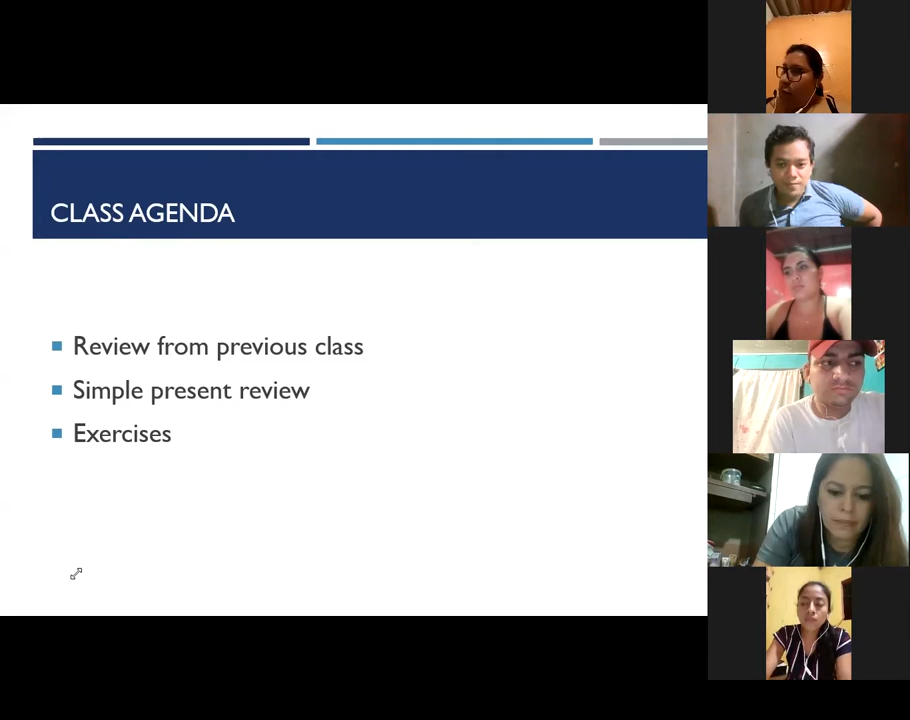 CLASS AGENDA
Review from previous class
Simple present review
Exercises